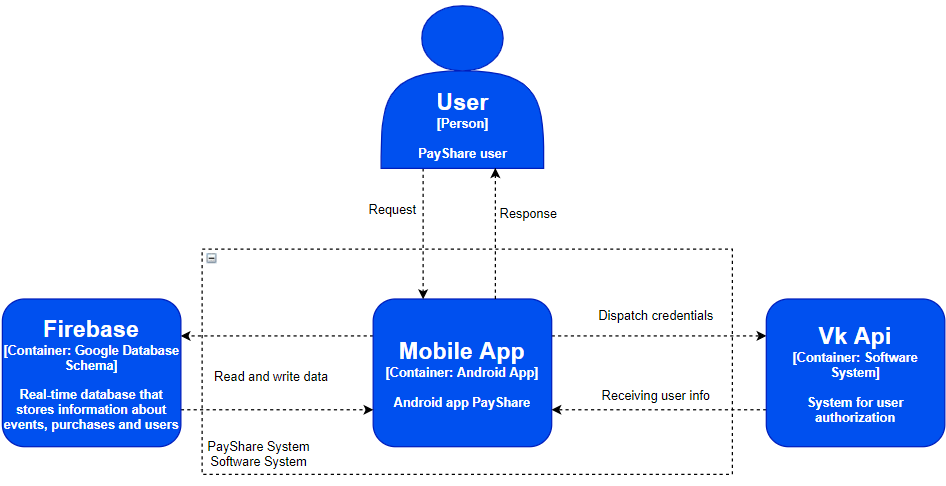 User
[Person]
PayShare user
Request
Response
Firebase
[Container: Google Database
Schema]
Real-time database that
stores information about
events, purchases and users
Read and write data
Mobile App
[Container: Android App]
Android app PayShare
Dispatch credentials
Receiving user info
Vk Api
[Container: Software
System]
System for user
authorization
PayShare System
Software System